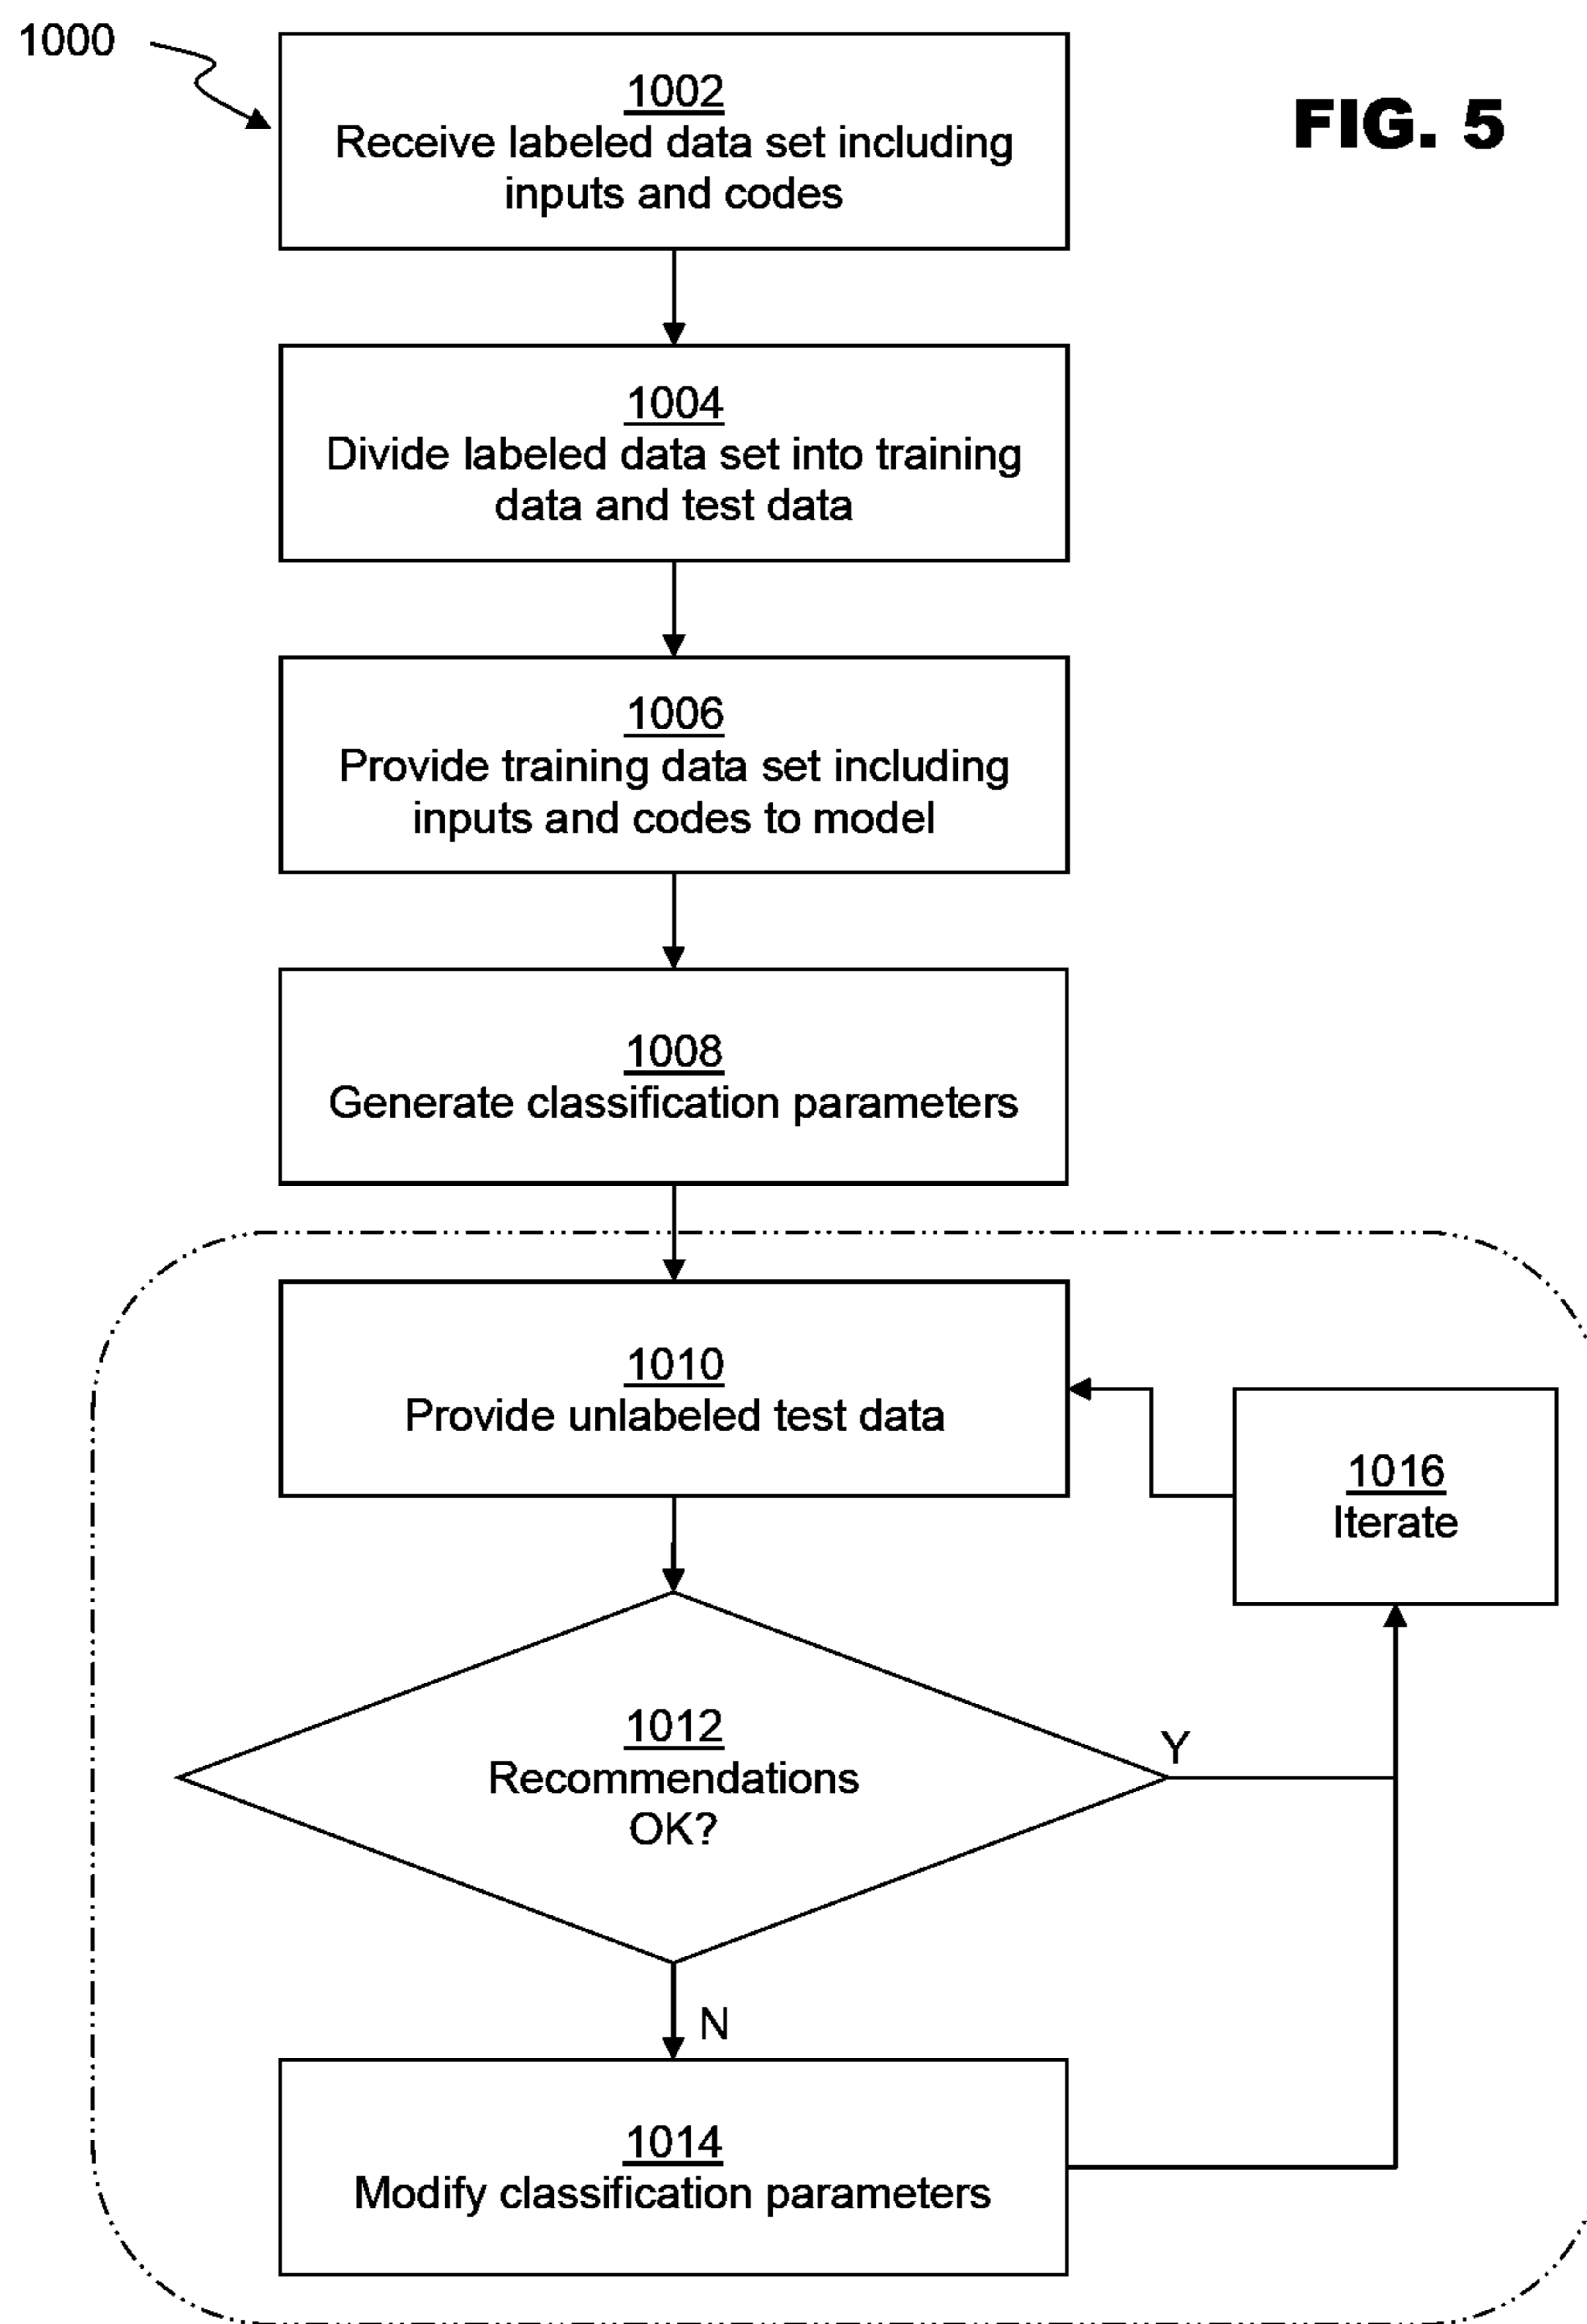 1000
FIG. 5
1002
Receive labeled data set including
inputs and codes
1004
Divide labeled data set into training
data and test data
1006
Provide training data set including
inputs and codes to model
1008
Generate classification parameters
1010
Provide unlabeled test data
1016
Iterate
1012
Recommendations
OK?
Y
N
1014
Modify classification parameters